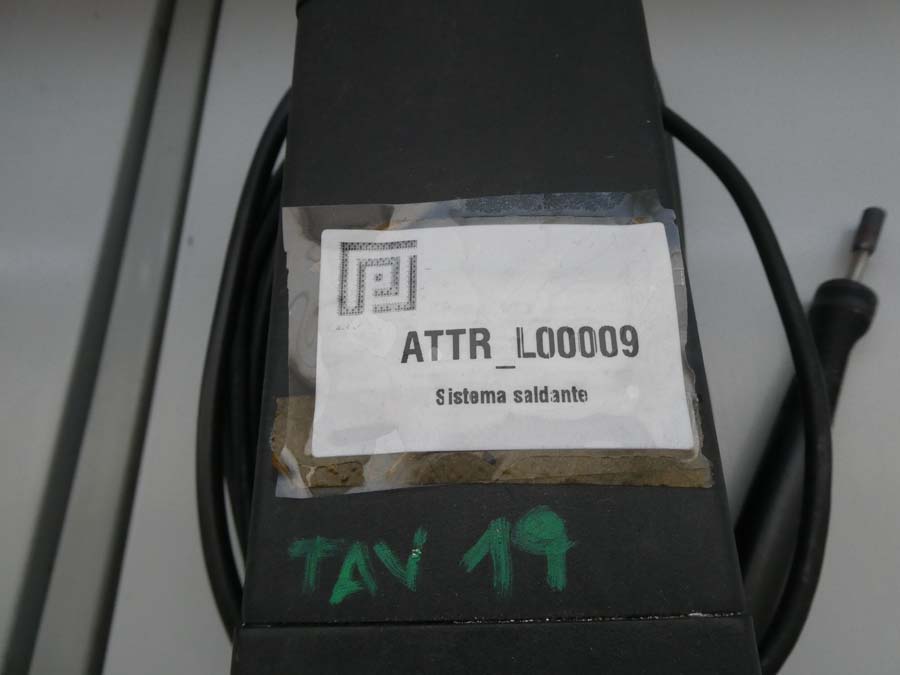 ATTR_L00009
Sistema saldante
TAV 19